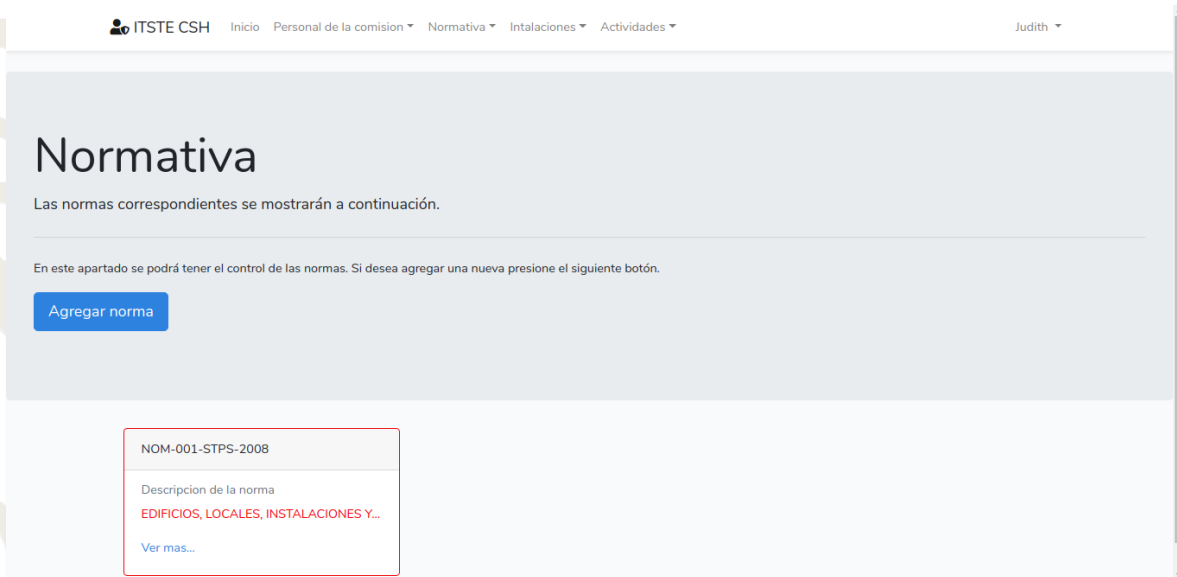 ITSTE CSH Inicio Personal de la comision Normativa Intalaciones Actividades Judith
Normativa
Las normas correspondientes se mostrarán a continuación.
En este apartado se podrá tener el control de las normas. Si desea agregar una nueva presione el siguiente botón.
Agregar norma
NOM-001-STPS-2008
Descripcion de la norma
EDIFICIOS, LOCALES, INSTALACIONES Y...
Ver mas...